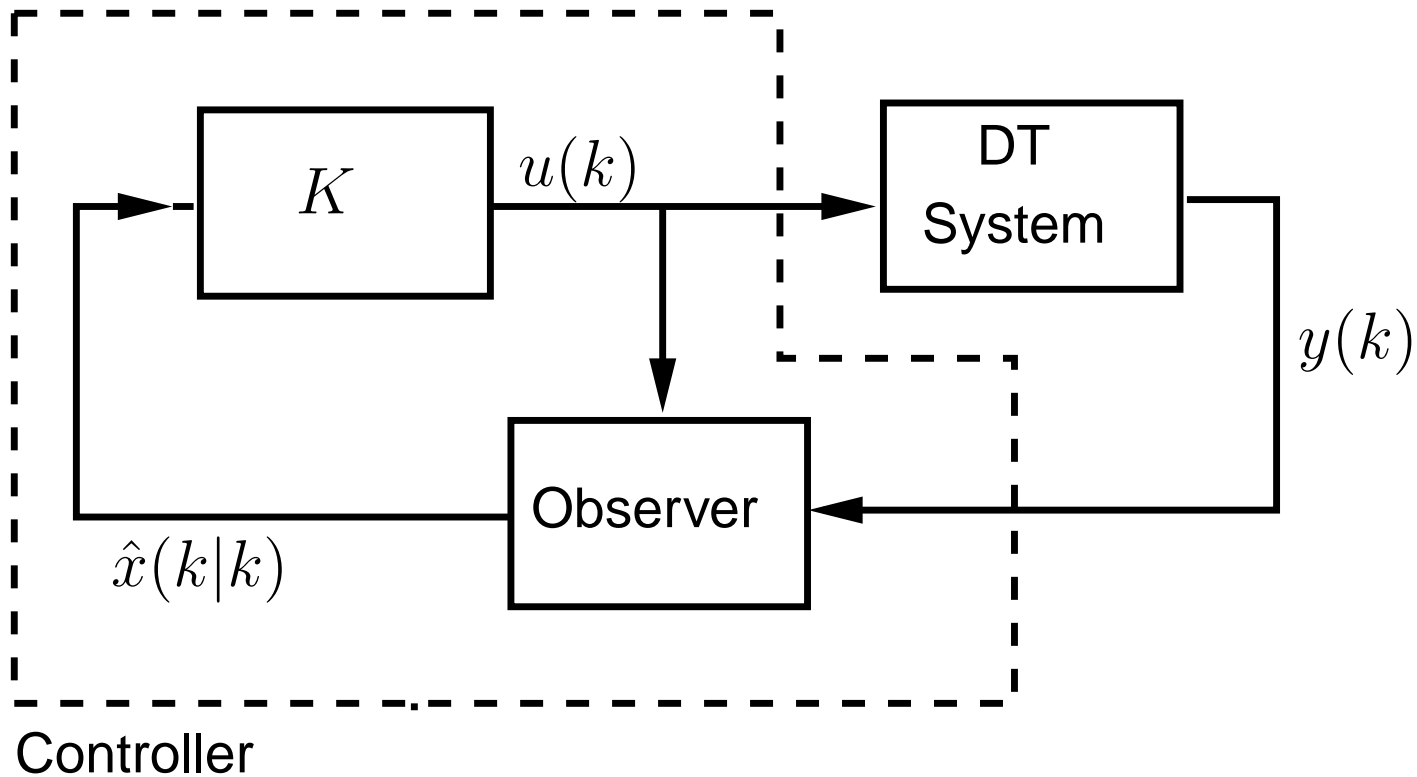 K
u(k)
DT
System
y(k)
Observer
x̂(k|k)
Controller